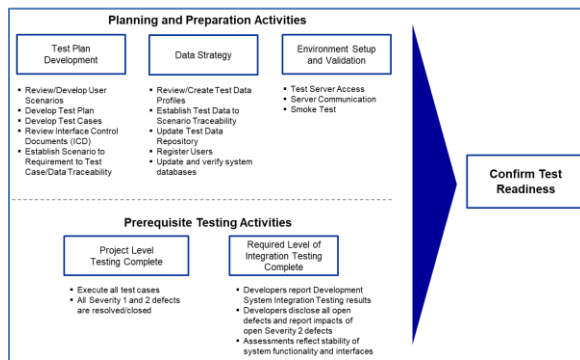 Planning and Preparation Activities
Test Plan
Development
▪ Review/Develop User
Scenarios
▪ Develop Test Plan
▪ Develop Test Cases
▪ Review Interface Control
Documents (ICD)
▪ Establish Scenario to
Requirement to Test
Case/Data Traceability
Data Strategy
▪ Review/Create Test Data
Profiles
▪ Establish Test Data to
Scenario Traceability
▪ Update Test Data
Repository
▪ Register Users
▪ Update and verify system
databases
Environment Setup
and Validation
▪ Test Server Access
▪ Server Communication
▪ Smoke Test
Confirm Test
Readiness
Prerequisite Testing Activities
Project Level
Testing Complete
▪ Execute all test cases
▪ All Severity 1 and 2 defects
are resolved/closed
Required Level of
Integration Testing
Complete
▪ Developers report Development
System Integration Testing results
▪ Developers disclose all open
defects and report impacts of
open Severity 2 defects
▪ Assessments reflect stability of
system functionality and interfaces